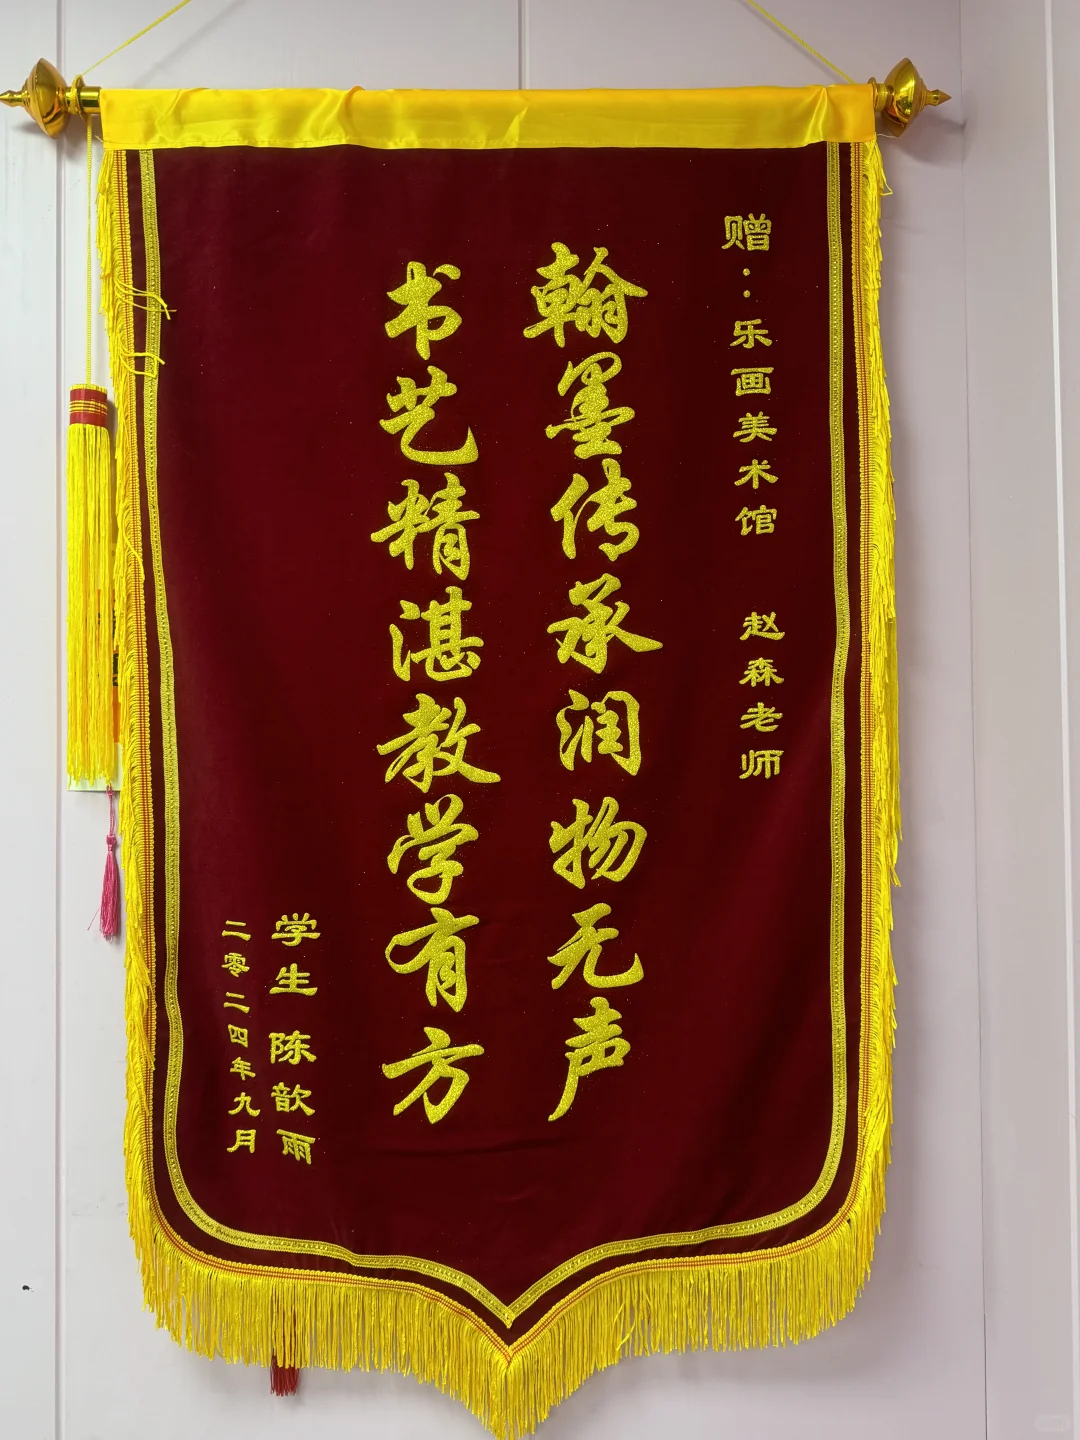 赠：乐画美术馆 赵森老师
翰墨传承润物无声
书艺精湛教学有方
学生 陈歆雨
二零二四年九月